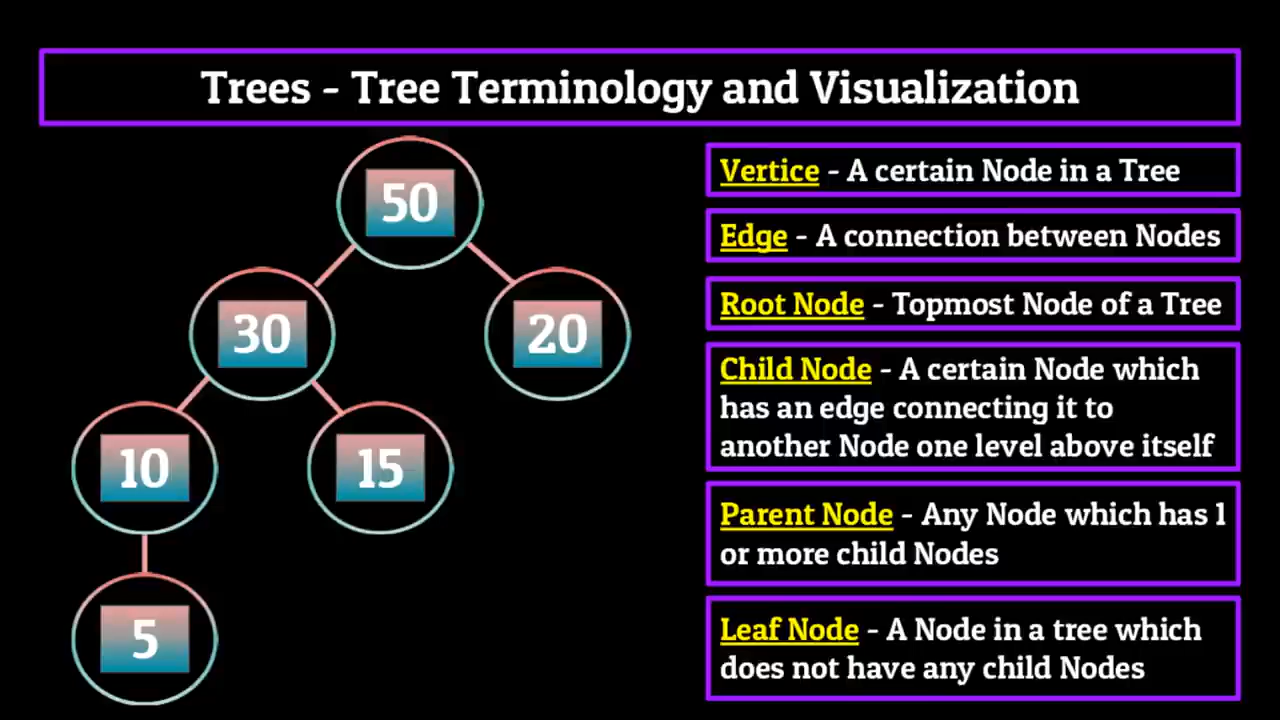 Trees - Tree Terminology and Visualization
50
30
20
10
15
5
Vertice - A certain Node in a Tree
Edge - A connection between Nodes
Root Node - Topmost Node of a Tree
Child Node - A certain Node which
has an edge connecting it to
another Node one level above itself
Parent Node - Any Node which has 1
or more child Nodes
Leaf Node - A Node in a tree which
does not have any child Nodes